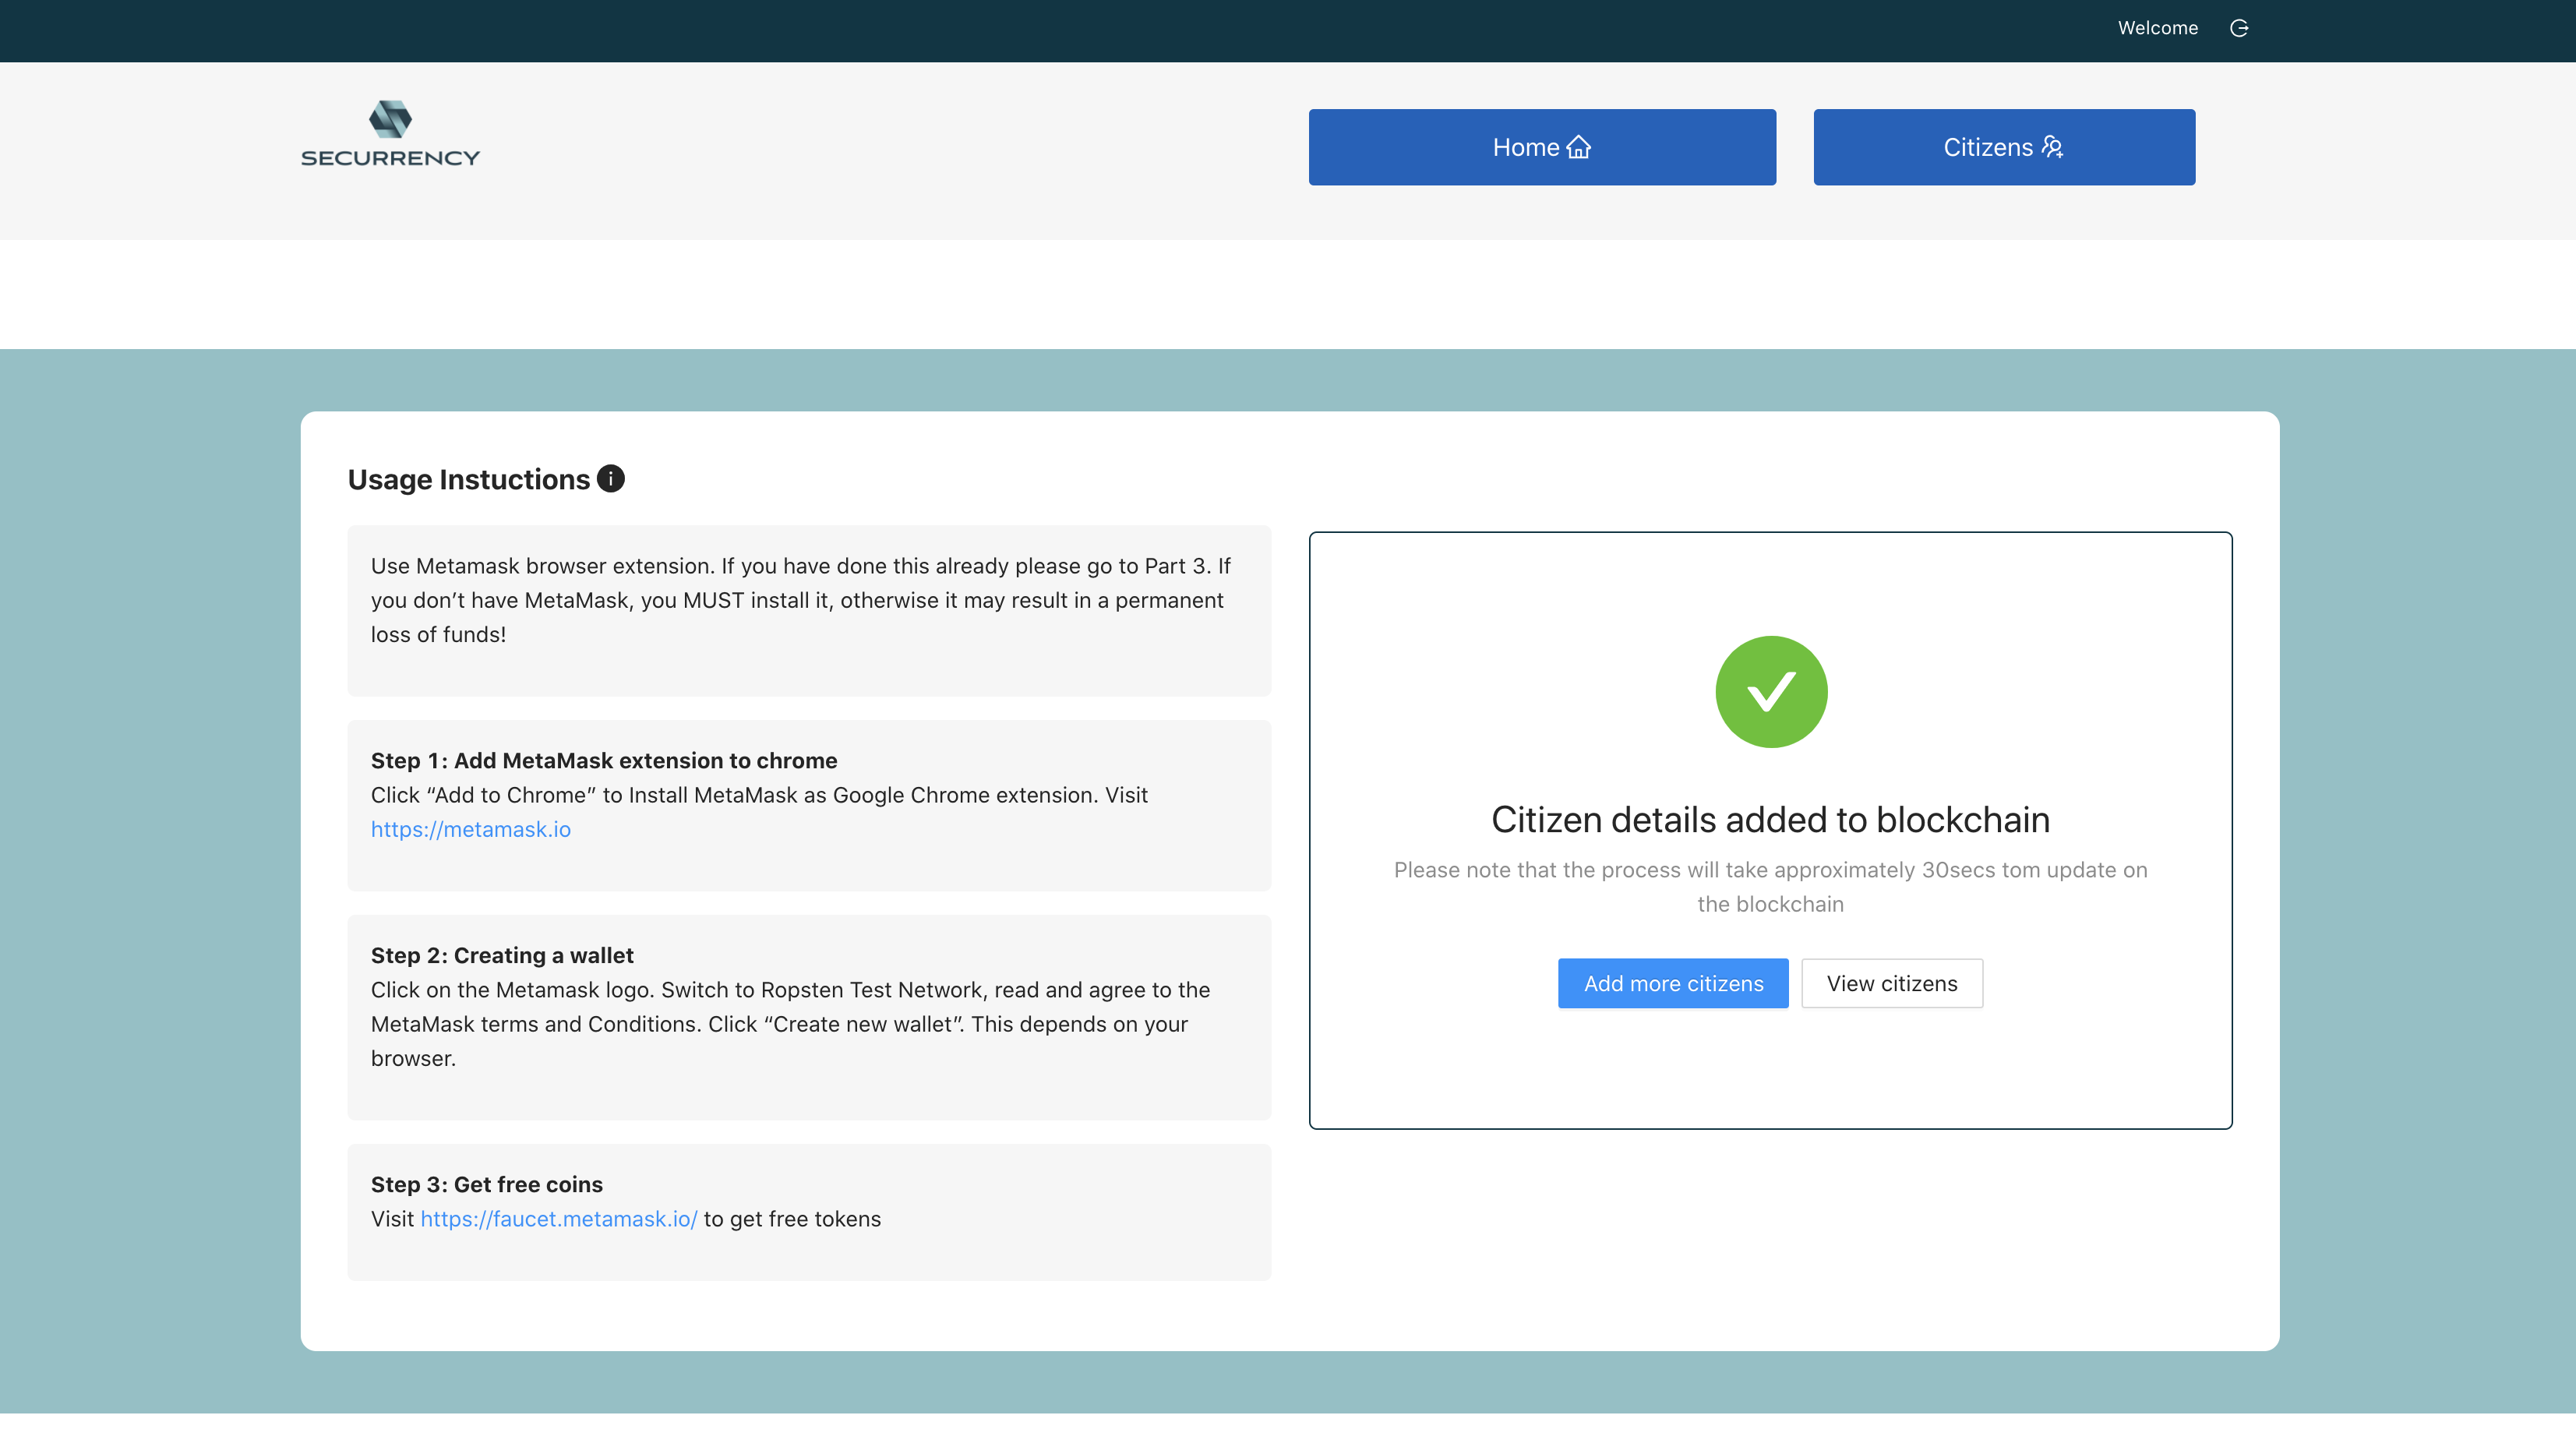 Welcome
SECURRENCY
Home
Citizens
Usage Instuctions
Use Metamask browser extension. If you have done this already please go to Part 3. If
you don’t have MetaMask, you MUST install it, otherwise it may result in a permanent
loss of funds!
Step 1: Add MetaMask extension to chrome
Click “Add to Chrome” to Install MetaMask as Google Chrome extension. Visit
https://metamask.io
Step 2: Creating a wallet
Click on the Metamask logo. Switch to Ropsten Test Network, read and agree to the
MetaMask terms and Conditions. Click “Create new wallet”. This depends on your
browser.
Step 3: Get free coins
Visit https://faucet.metamask.io/ to get free tokens
Citizen details added to blockchain
Please note that the process will take approximately 30secs tom update on
the blockchain
Add more citizens
View citizens